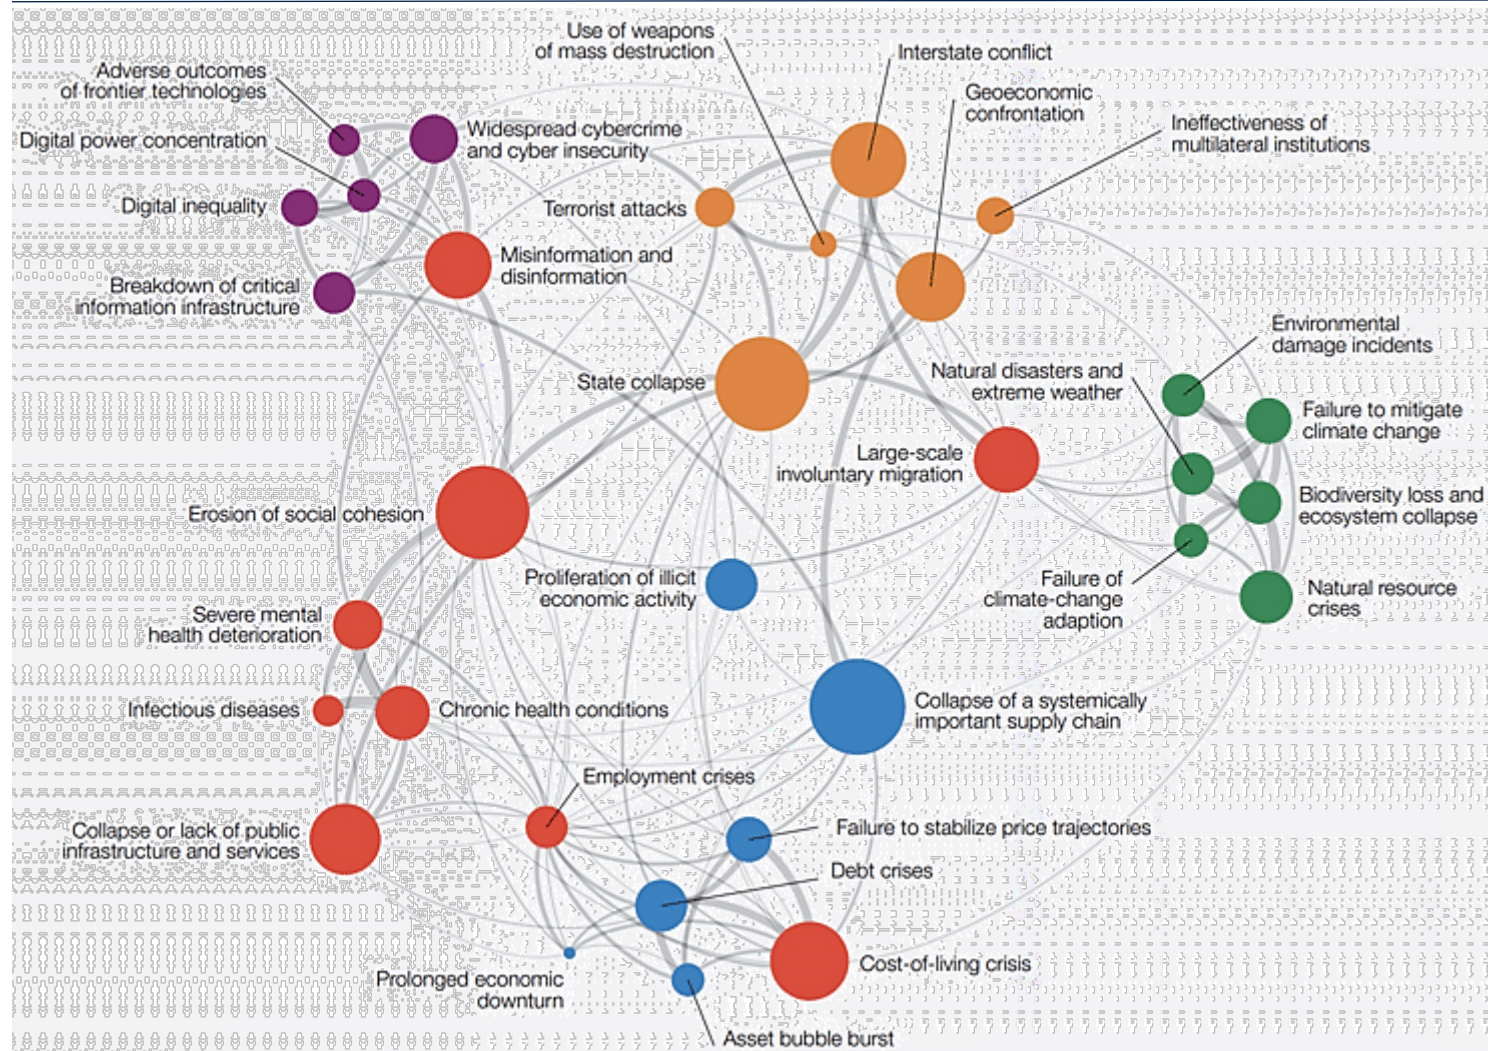 Use of weapons
of mass destruction
Interstate conflict
Adverse outcomes
of frontier technologies
Geoeconomic
confrontation
Digital power concentration
Widespread cybercrime
and cyber insecurity
Ineffectiveness of
multilateral institutions
Digital inequality
Terrorist attacks
Misinformation and
disinformation
Breakdown of critical
information infrastructure
Environmental
damage incidents
State collapse
Natural disasters and
extreme weather
Failure to mitigate
climate change
Large-scale
involuntary migration
Erosion of social cohesion
Biodiversity loss and
ecosystem collapse
Proliferation of illicit
economic activity
Failure of
climate-change
adaption
Natural resource
crises
Severe mental
health deterioration
Infectious diseases
Chronic health conditions
Collapse of a systemically
important supply chain
Employment crises
Collapse or lack of public
infrastructure and services
Failure to stabilize price trajectories
Debt crises
Prolonged economic
downturn
Cost-of-living crisis
Asset bubble burst